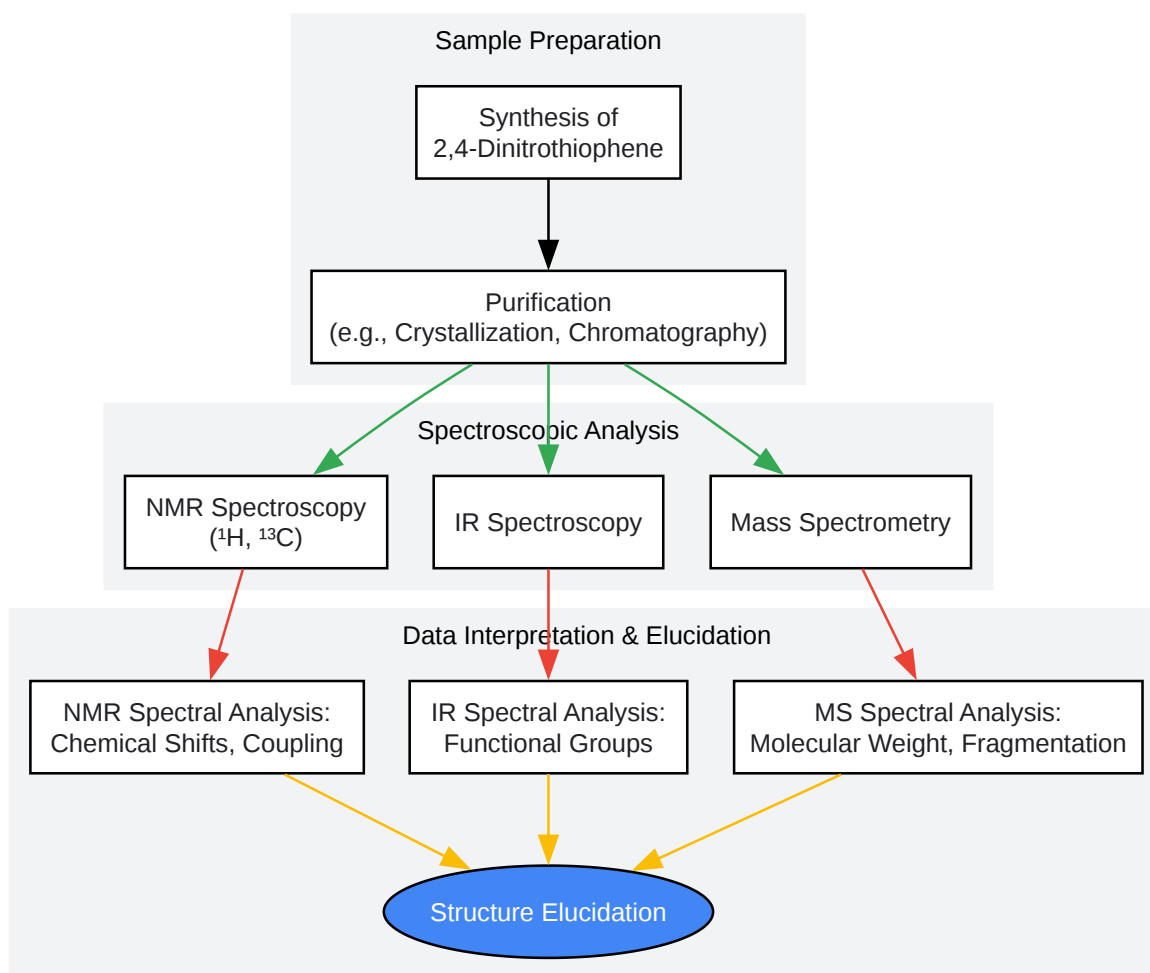 Sample Preparation
Synthesis of
2,4-Dinitrothiophene
Purification
(e.g., Crystallization, Chromatography)
Spectroscopic Analysis
NMR Spectroscopy
(¹H, ¹³C)
IR Spectroscopy
Mass Spectrometry
Data Interpretation & Elucidation
NMR Spectral Analysis:
Chemical Shifts, Coupling
IR Spectral Analysis:
Functional Groups
MS Spectral Analysis:
Molecular Weight, Fragmentation
Structure Elucidation